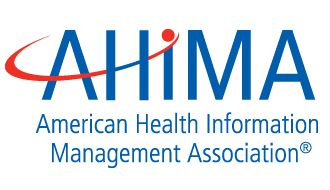 AHiMA
American Health Information
Management Association®